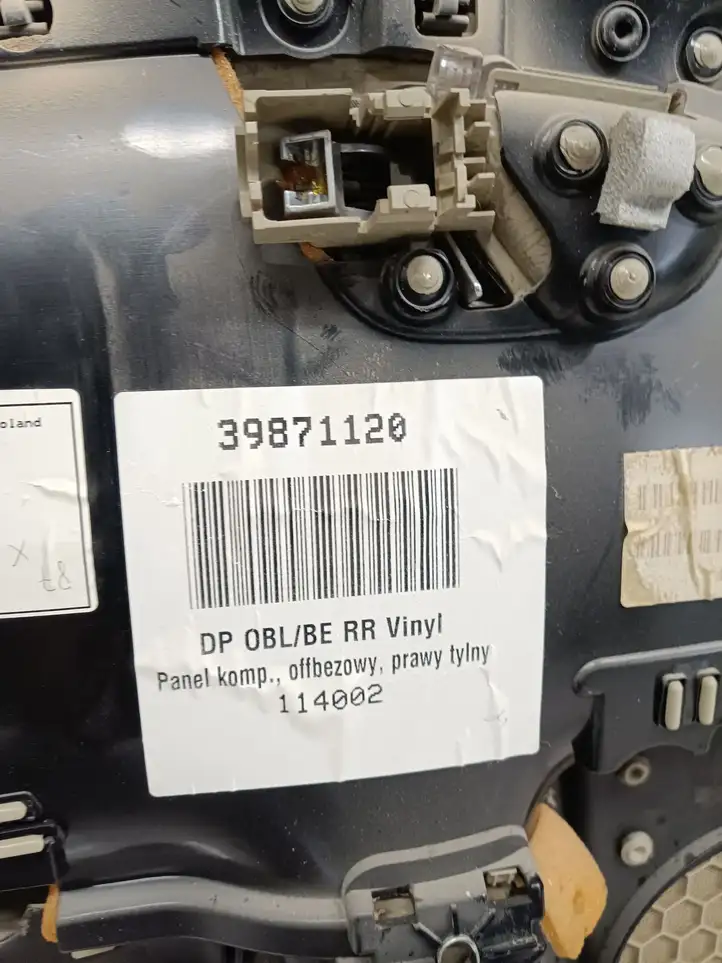 oland
39871120
DP OBL/BE RR Vinyl
Panel komp., offbezowy, prawy tylny
114002